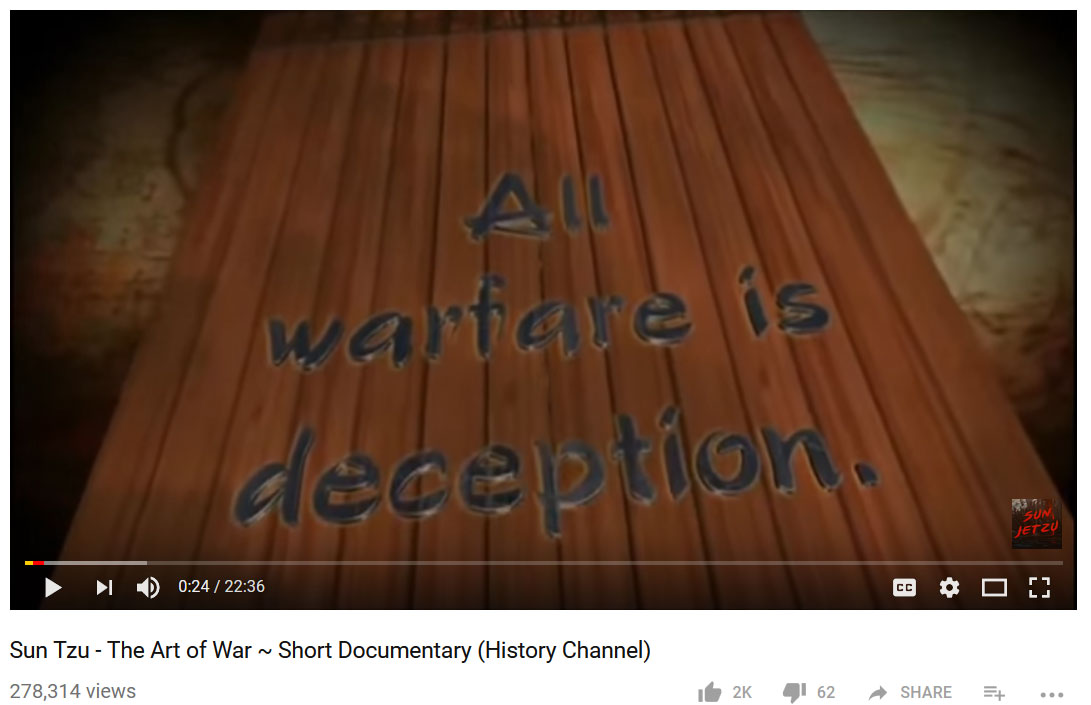 All
warfare is
deception.
SUN
JETZU
0:24 / 22:36
CC
Sun Tzu - The Art of War ~ Short Documentary (History Channel)
278,314 views
2K
62
SHARE